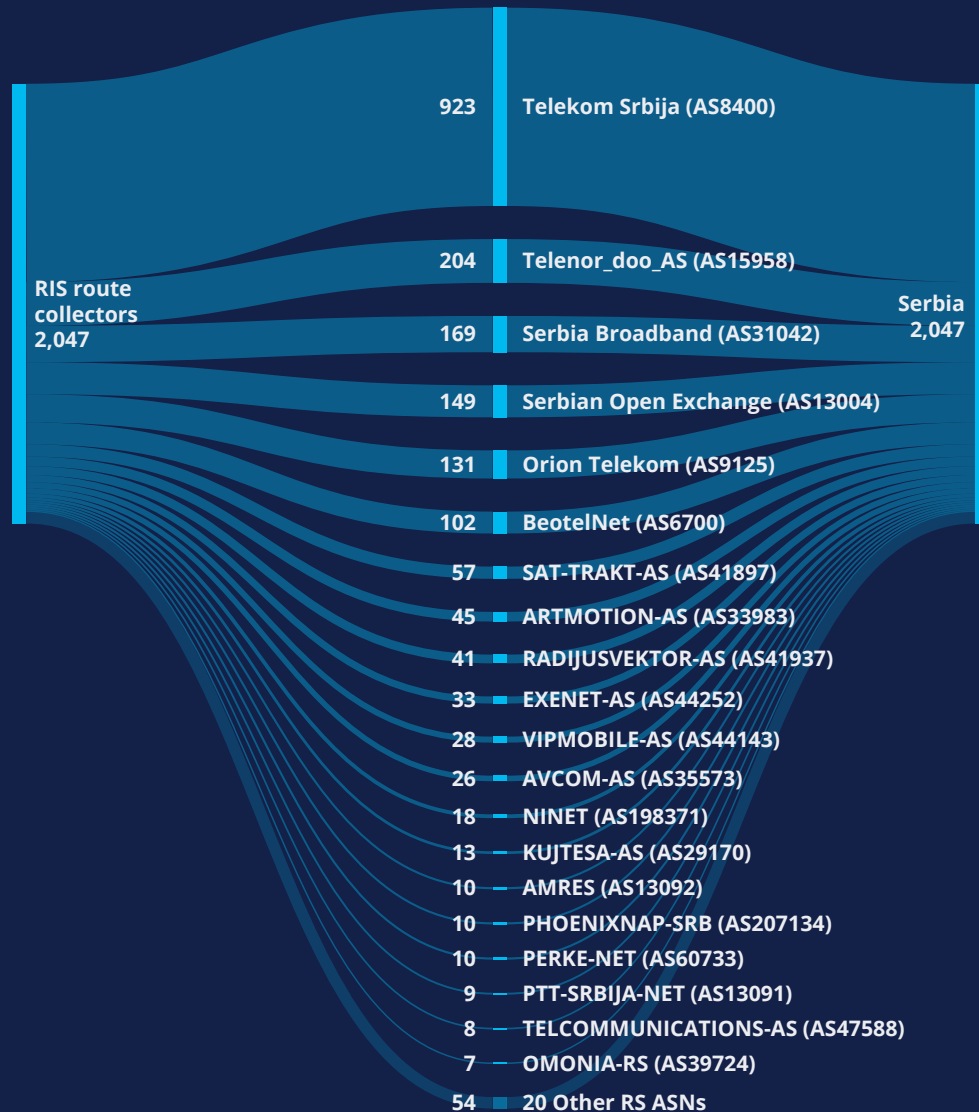 923 Telekom Srbija (AS8400)
204 Telenor_doo_AS (AS15958)
RIS route
collectors
2,047
Serbia
2,047
169 Serbia Broadband (AS31042)
149 Serbian Open Exchange (AS13004)
131 Orion Telekom (AS9125)
102 BeotelNet (AS6700)
57 SAT-TRAKT-AS (AS41897)
45 ARTMOTION-AS (AS33983)
41 RADIJUSVEKTOR-AS (AS41937)
33 EXENET-AS (AS44252)
28 VIPMOBILE-AS (AS44143)
26 AVCOM-AS (AS35573)
18 NINET (AS198371)
13 KUJTESA-AS (AS29170)
10 AMRES (AS13092)
10 PHOENIXNAP-SRB (AS207134)
10 PERKE-NET (AS60733)
9 PTT-SRBIJA-NET (AS13091)
8 TELCOMMUNICATIONS-AS (AS47588)
7 OMONIA-RS (AS39724)
54 20 Other RS ASNs